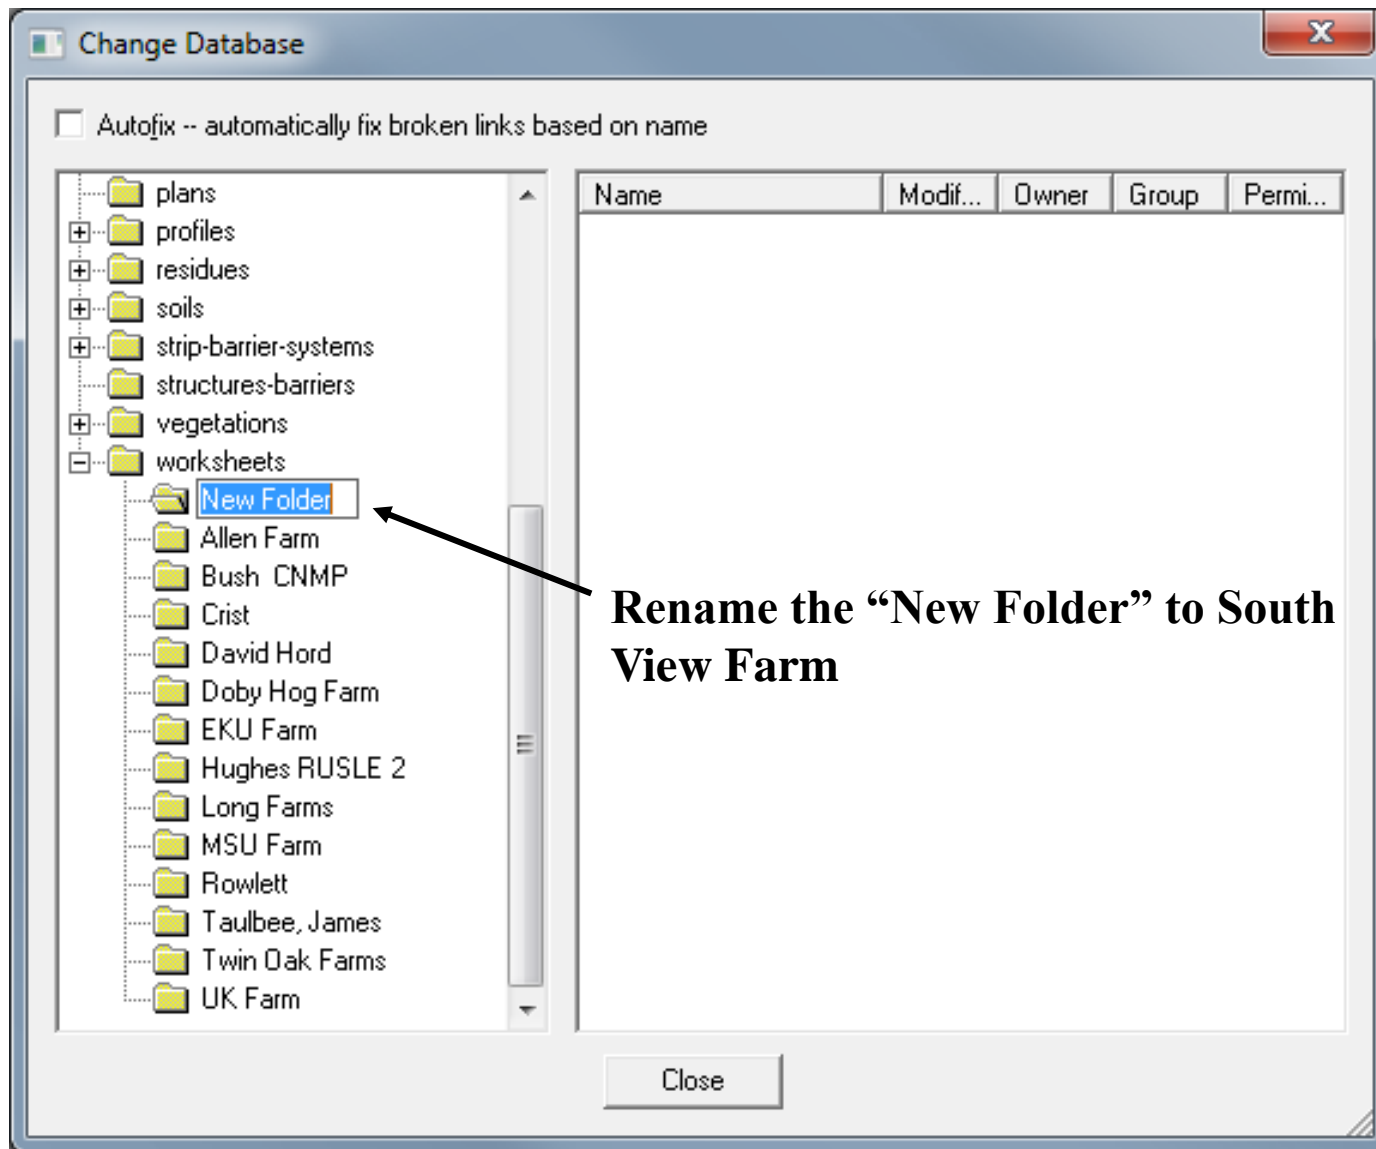 Change Database
x
Autofix -- automatically fix broken links based on name
plans
profiles
residues
soils
strip-barrier-systems
structures-barriers
vegetations
worksheets
New Folder
Allen Farm
Bush  CNMP
Crist
David Hord
Doby Hog Farm
EKU Farm
Hughes RUSLE 2
Long Farms
MSU Farm
Rowlett
Taulbee, James
Twin Oak Farms
UK Farm
Name Modif... Owner Group Permi...
Rename the “New Folder” to South
View Farm
Close